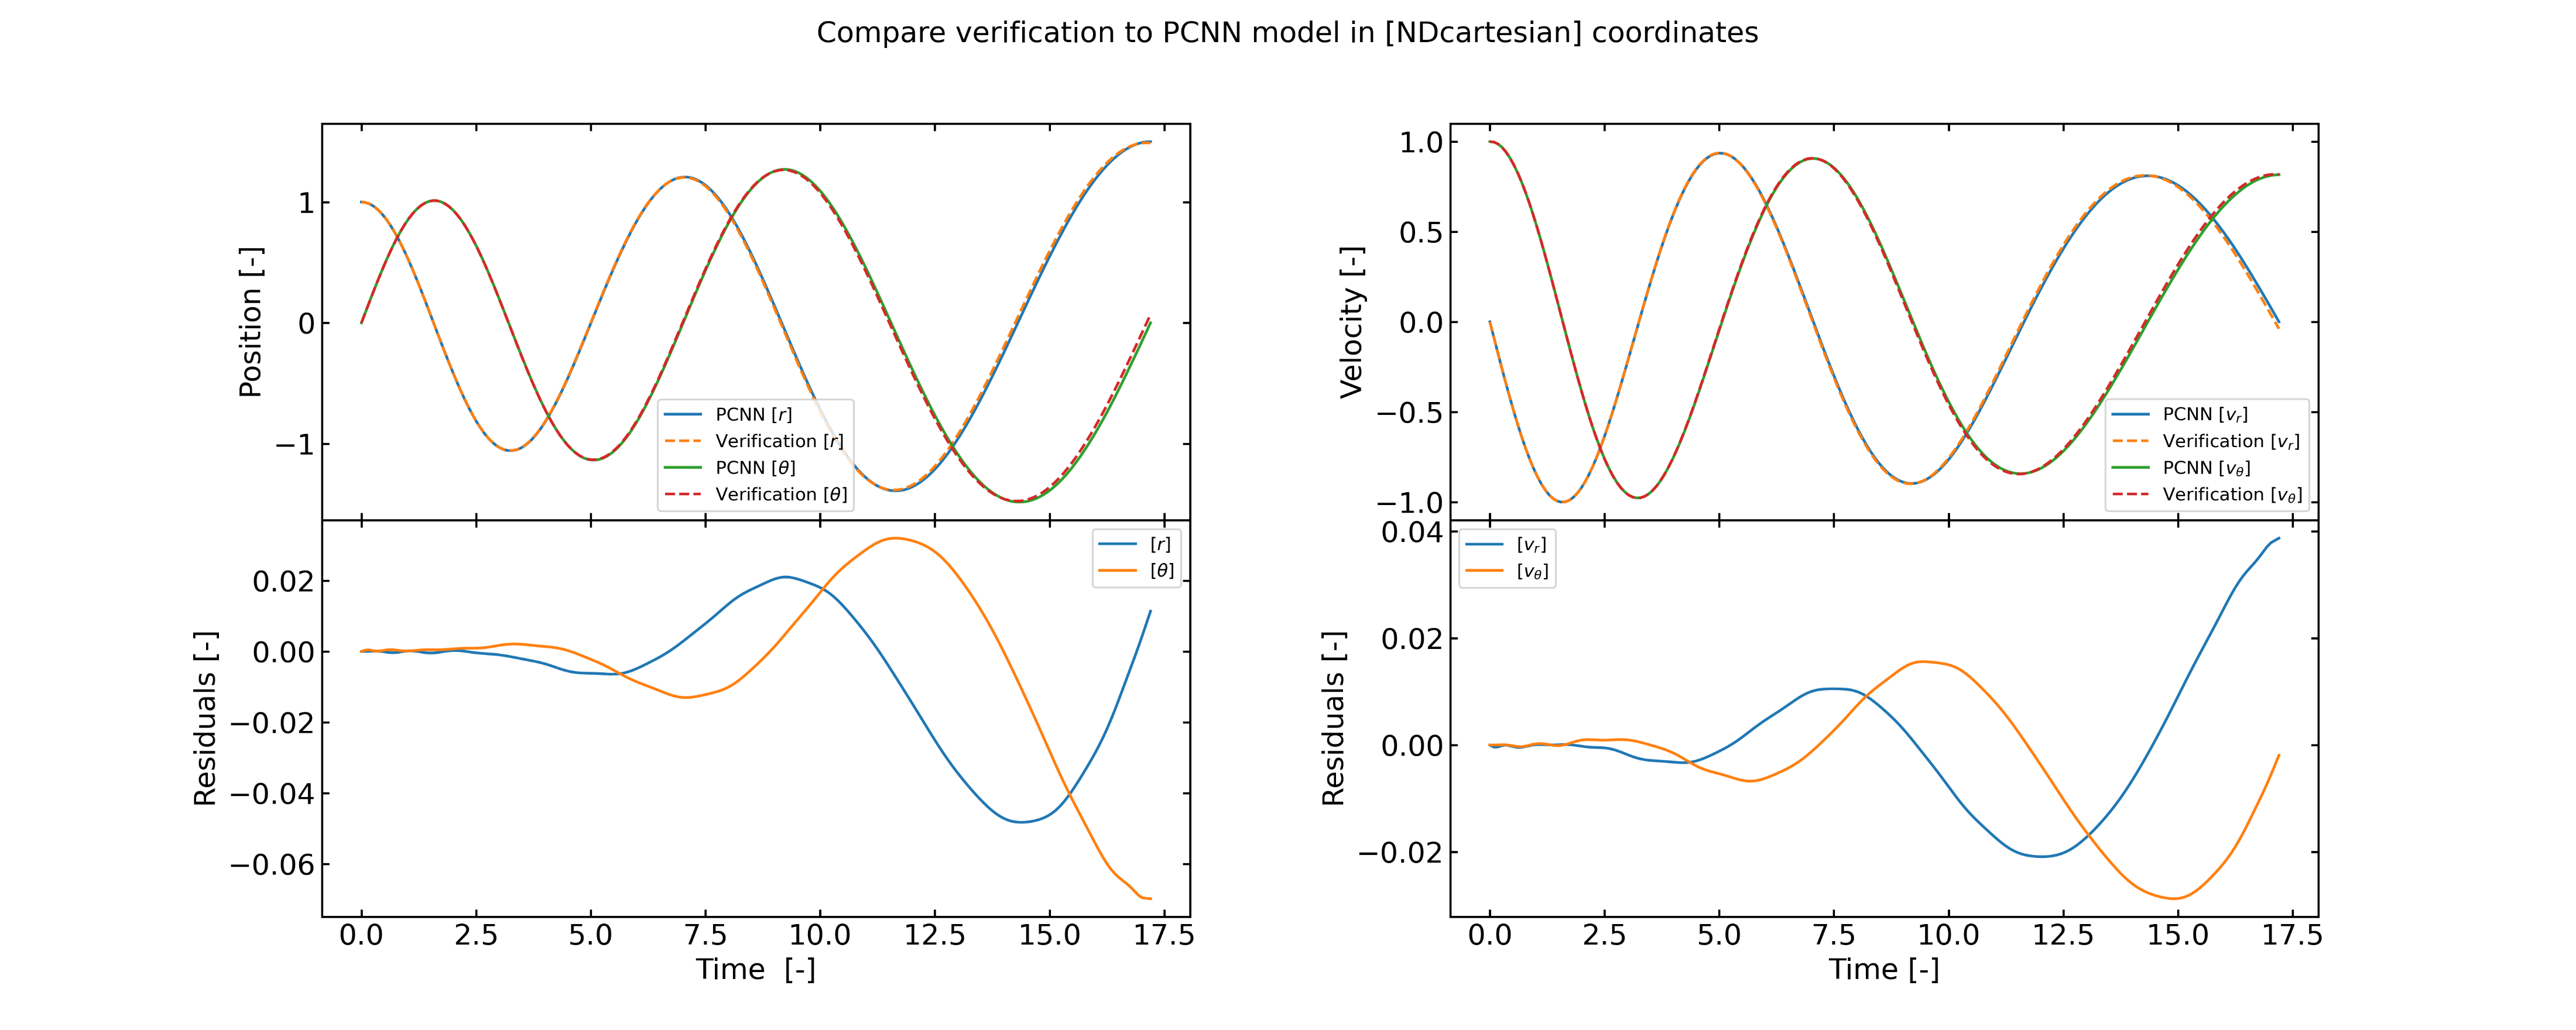 Compare verification to PCNN model in [NDcartesian] coordinates
Position [-]
1
0
−1
PCNN [r]
Verification [r]
PCNN [θ]
Verification [θ]
Velocity [-]
1.0
0.5
0.0
−0.5
−1.0
PCNN [vᵣ]
Verification [vᵣ]
PCNN [v_θ]
Verification [v_θ]
Residuals [-]
0.02
0.00
−0.02
−0.04
−0.06
[r]
[θ]
0.0 2.5 5.0 7.5 10.0 12.5 15.0 17.5
Time [-]
Residuals [-]
0.04
0.02
0.00
−0.02
[vᵣ]
[v_θ]
0.0 2.5 5.0 7.5 10.0 12.5 15.0 17.5
Time [-]